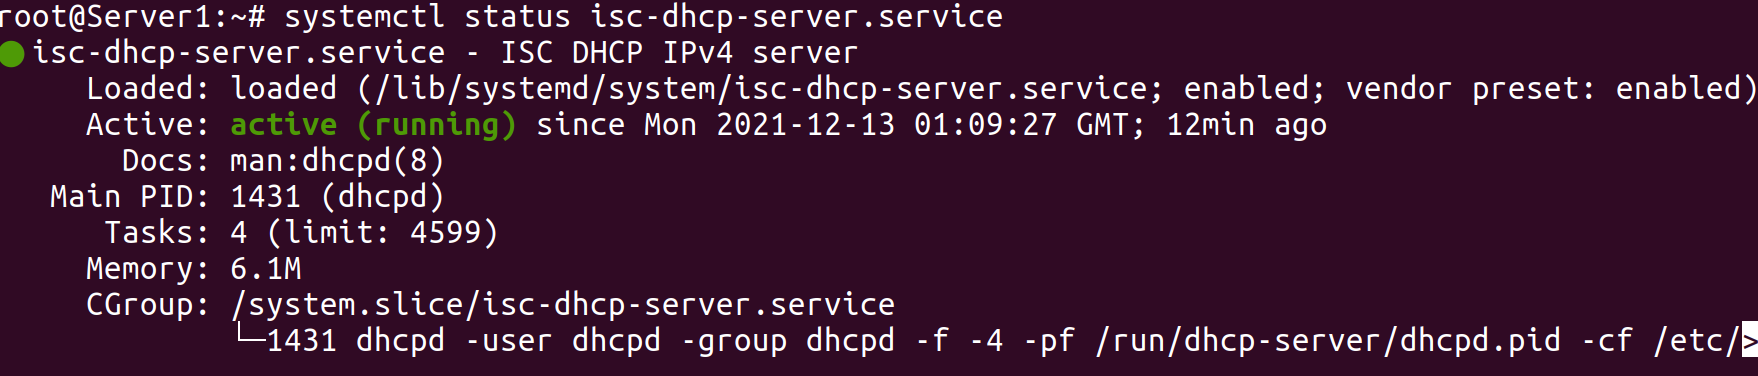 root@Server1:~# systemctl status isc-dhcp-server.service
● isc-dhcp-server.service - ISC DHCP IPv4 server
Loaded: loaded (/lib/systemd/system/isc-dhcp-server.service; enabled; vendor preset: enabled)
Active: active (running) since Mon 2021-12-13 01:09:27 GMT; 12min ago
Docs: man:dhcpd(8)
Main PID: 1431 (dhcpd)
Tasks: 4 (limit: 4599)
Memory: 6.1M
CGroup: /system.slice/isc-dhcp-server.service
└─1431 dhcpd -user dhcpd -group dhcpd -f -4 -pf /run/dhcp-server/dhcpd.pid -cf /etc/>